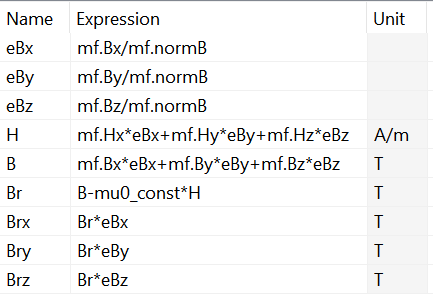 Name Expression Unit
eBx mf.Bx/mf.normB
eBy mf.By/mf.normB
eBz mf.Bz/mf.normB
H mf.Hx*eBx+mf.Hy*eBy+mf.Hz*eBz A/m
B mf.Bx*eBx+mf.By*eBy+mf.Bz*eBz T
Br B-mu0_const*H T
Brx Br*eBx T
Bry Br*eBy T
Brz Br*eBz T